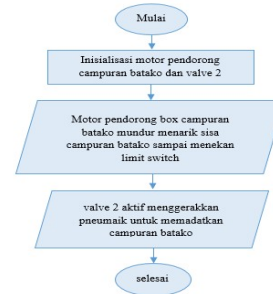 Mulai
Inisialisasi motor pendorong
campuran batako dan valve 2
Motor pendorong box campuran
batako mundur menarik sisa
campuran batako sampai menekan
limit switch
valve 2 aktif menggerakkan
pneumaik untuk memadatkan
campuran batako
selesai